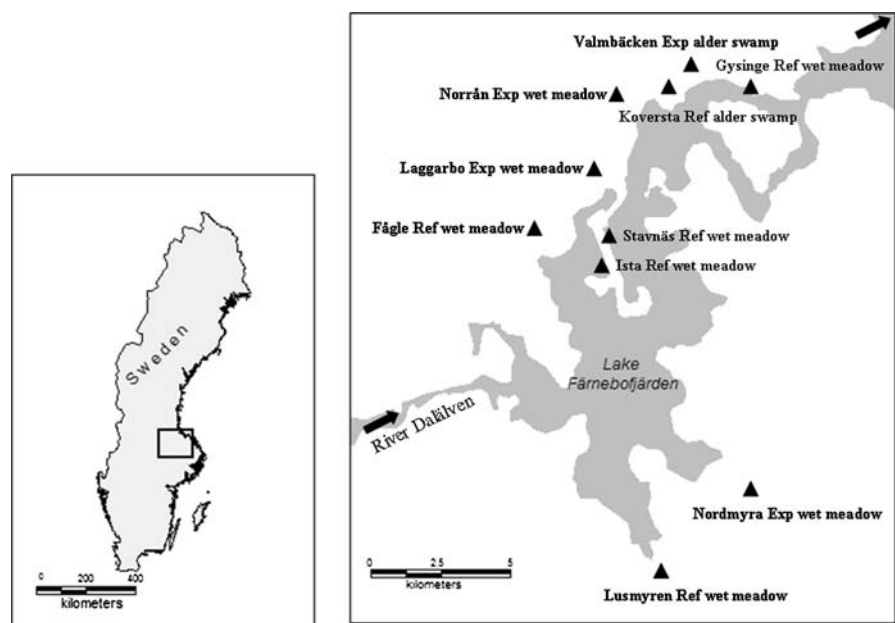 Sweden
0 200 400
kilometers
Valmbäcken Exp alder swamp
Gysinge Ref wet meadow
Norrån Exp wet meadow
Koversta Ref alder swamp
Laggarbo Exp wet meadow
Fågle Ref wet meadow
Stavnäs Ref wet meadow
Ista Ref wet meadow
Lake
Färnebofjärden
River Dalälven
Nordmyra Exp wet meadow
0 2.5 5
kilometers
Lusmyren Ref wet meadow